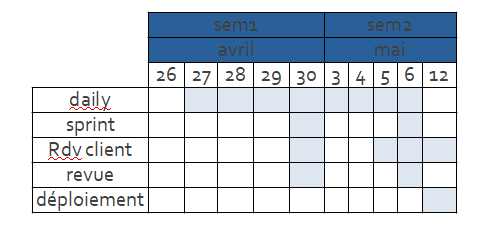 sem1 sem2
avril mai
26 27 28 29 30 3 4 5 6 12
daily
sprint
Rdv client
revue
déploiement